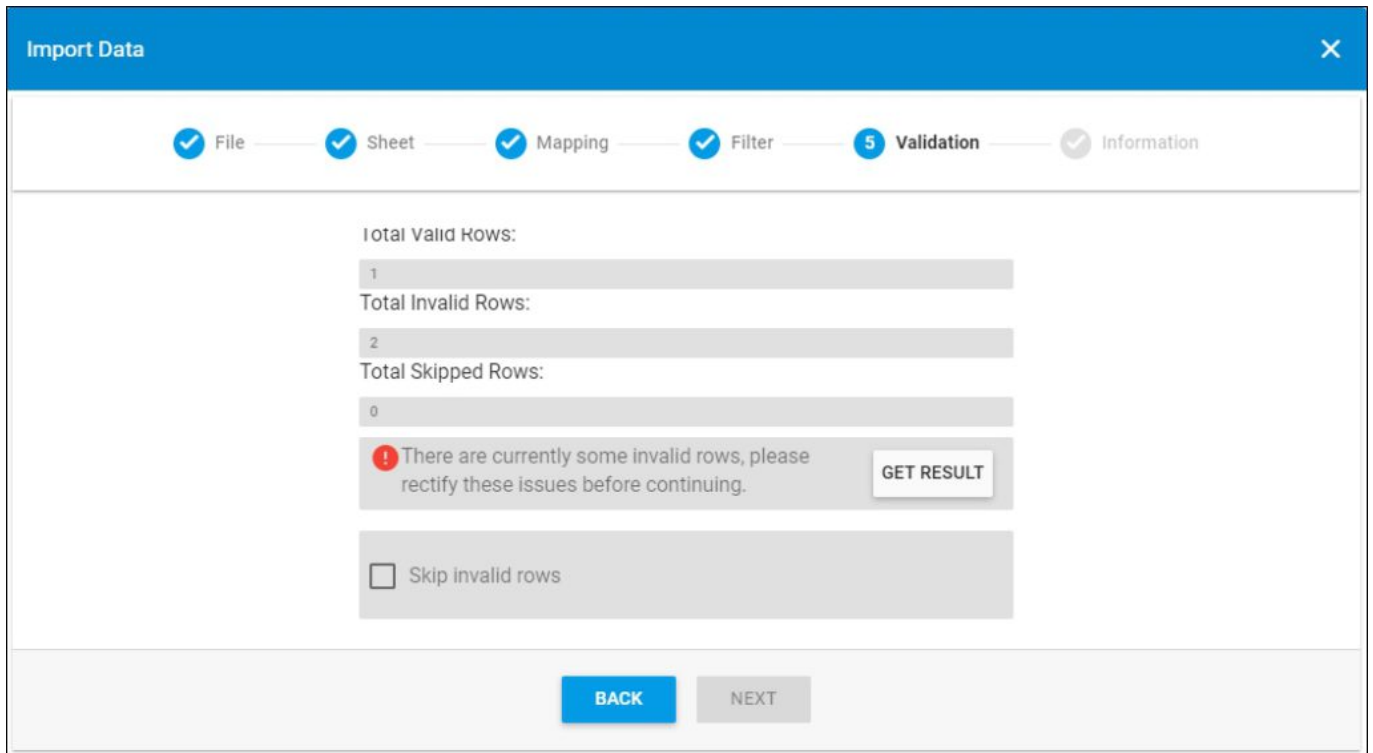 Import Data
File Sheet Mapping Filter 5 Validation Information
Total Valid Rows:
1
Total Invalid Rows:
2
Total Skipped Rows:
0
There are currently some invalid rows, please
rectify these issues before continuing.
GET RESULT
Skip invalid rows
BACK NEXT